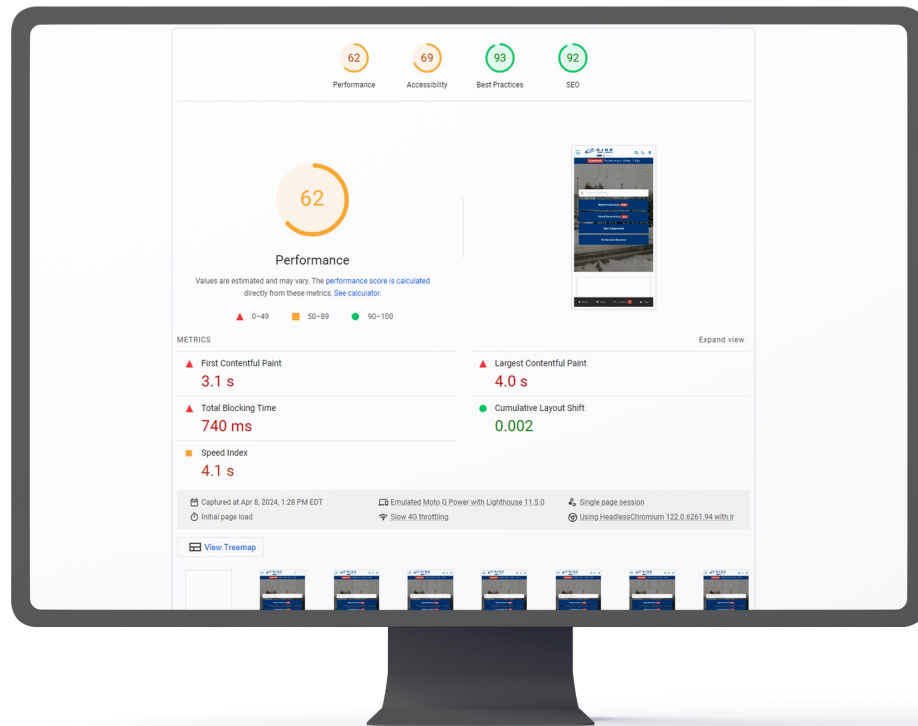 62
69
93
92
Performance
Accessibility
Best Practices
SEO
62
Performance
Values are estimated and may vary. The performance score is calculated
directly from these metrics. See calculator.
0–49
50–89
90–100
METRICS
Expand view
First Contentful Paint
3.1 s
Largest Contentful Paint
4.0 s
Total Blocking Time
740 ms
Cumulative Layout Shift
0.002
Speed Index
4.1 s
Captured at Apr 8, 2024, 1:28 PM EDT
Emulated Moto G Power with Lighthouse 11.5.0
Single page session
Initial page load
Slow 4G throttling
Using HeadlessChromium 122.0.6261.94 with lr
View Treemap